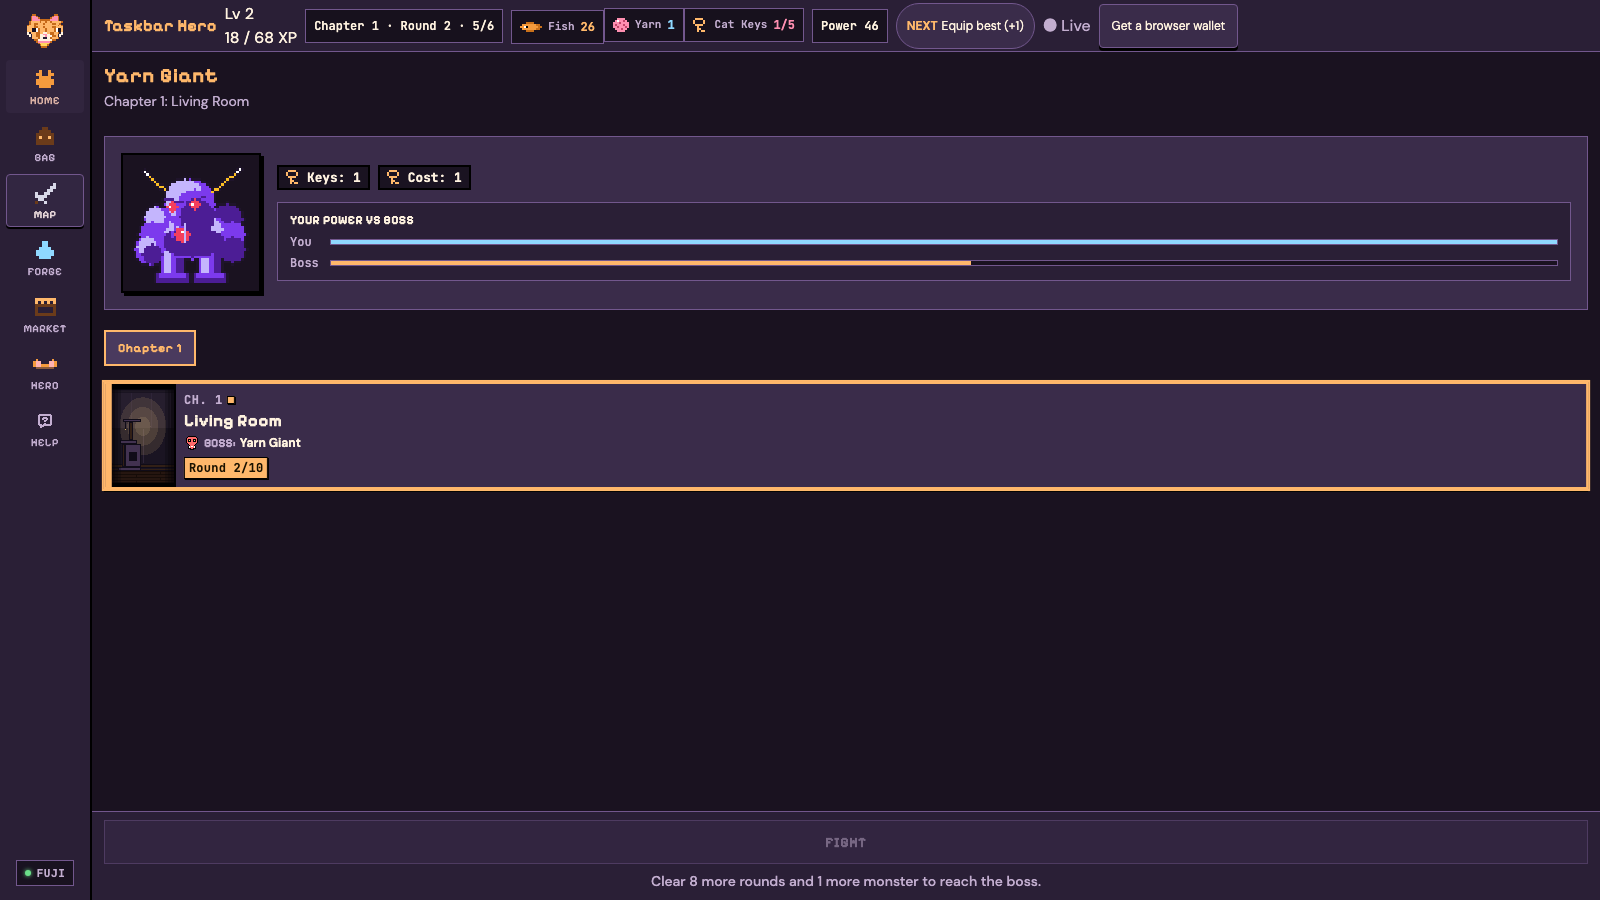 Taskbar Hero
Lv 2
18 / 68 XP
Chapter 1 · Round 2 · 5/6
Fish 26
Yarn 1
Cat Keys 1/5
Power 46
NEXT Equip best (+1)
Live
Get a browser wallet
HOME
BAG
MAP
FORGE
MARKET
HERO
HELP
FUJI
Yarn Giant
Chapter 1: Living Room
Keys: 1
Cost: 1
YOUR POWER VS BOSS
You
Boss
Chapter 1
CH. 1
Living Room
BOSS: Yarn Giant
Round 2/10
FIGHT
Clear 8 more rounds and 1 more monster to reach the boss.